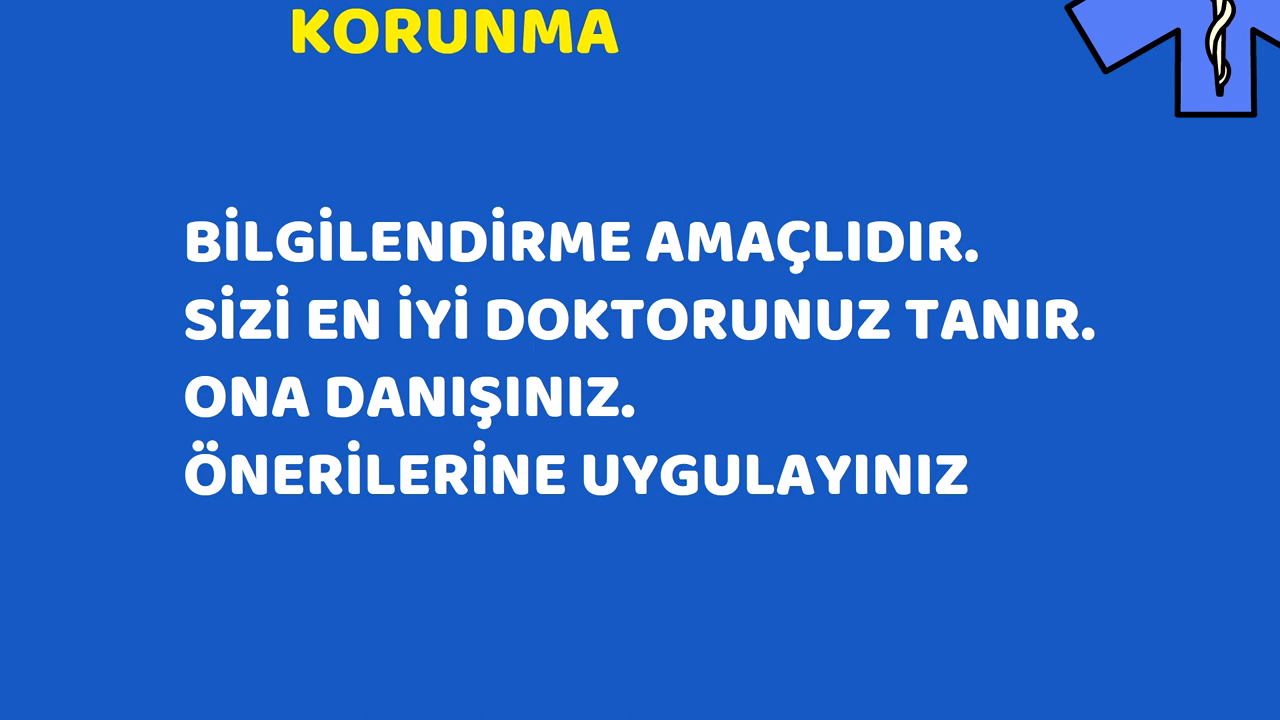 KORUNMA
BİLGİLENDİRME AMAÇLIDIR.
SİZİ EN İYİ DOKTORUNUZ TANIR.
ONA DANIŞINIZ.
ÖNERİLERİNE UYGULAYINIZ